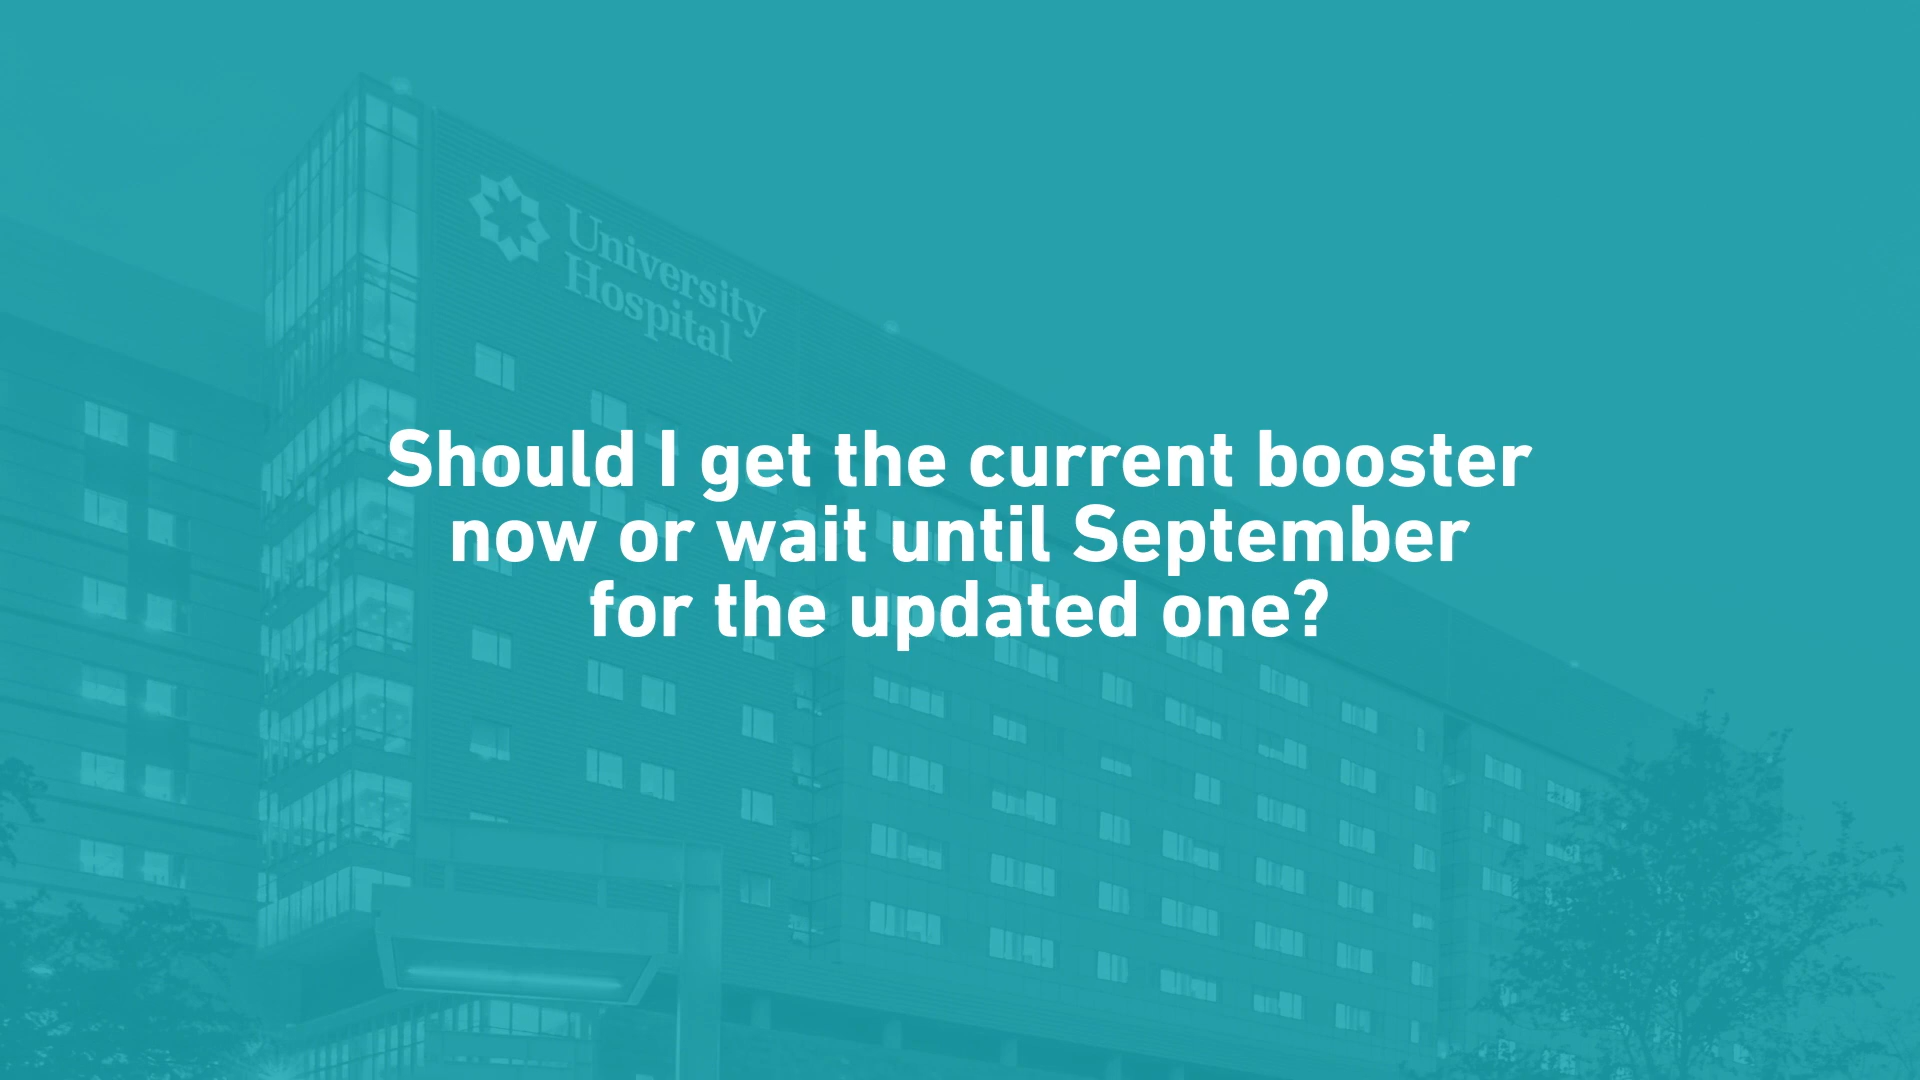 University
Hospital
Should I get the current booster
now or wait until September
for the updated one?